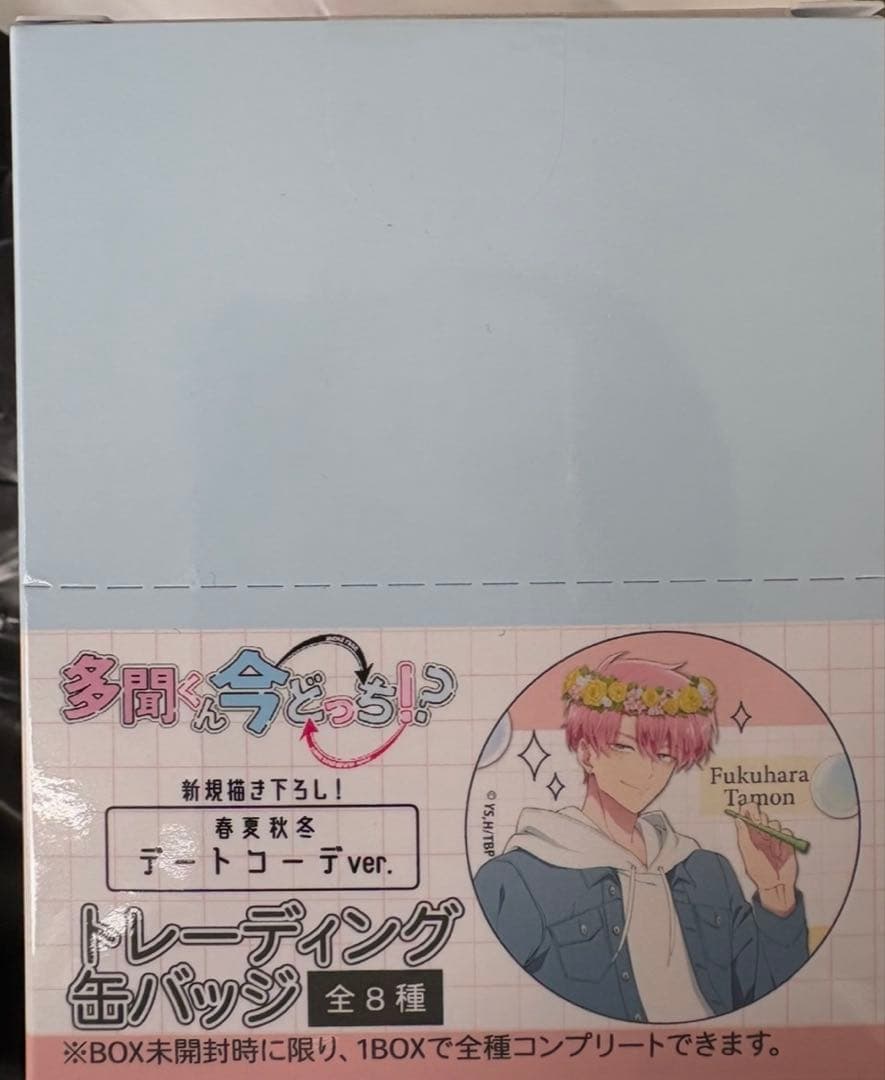 多聞くん今どっち!?
新規描き下ろし!
春夏秋冬
デートコーデver.
トレーディング
缶バッジ 全8種
Fukuhara
Tamon
©YS,H/TBP
※BOX未開封時に限り、1BOXで全種コンプリートできます。